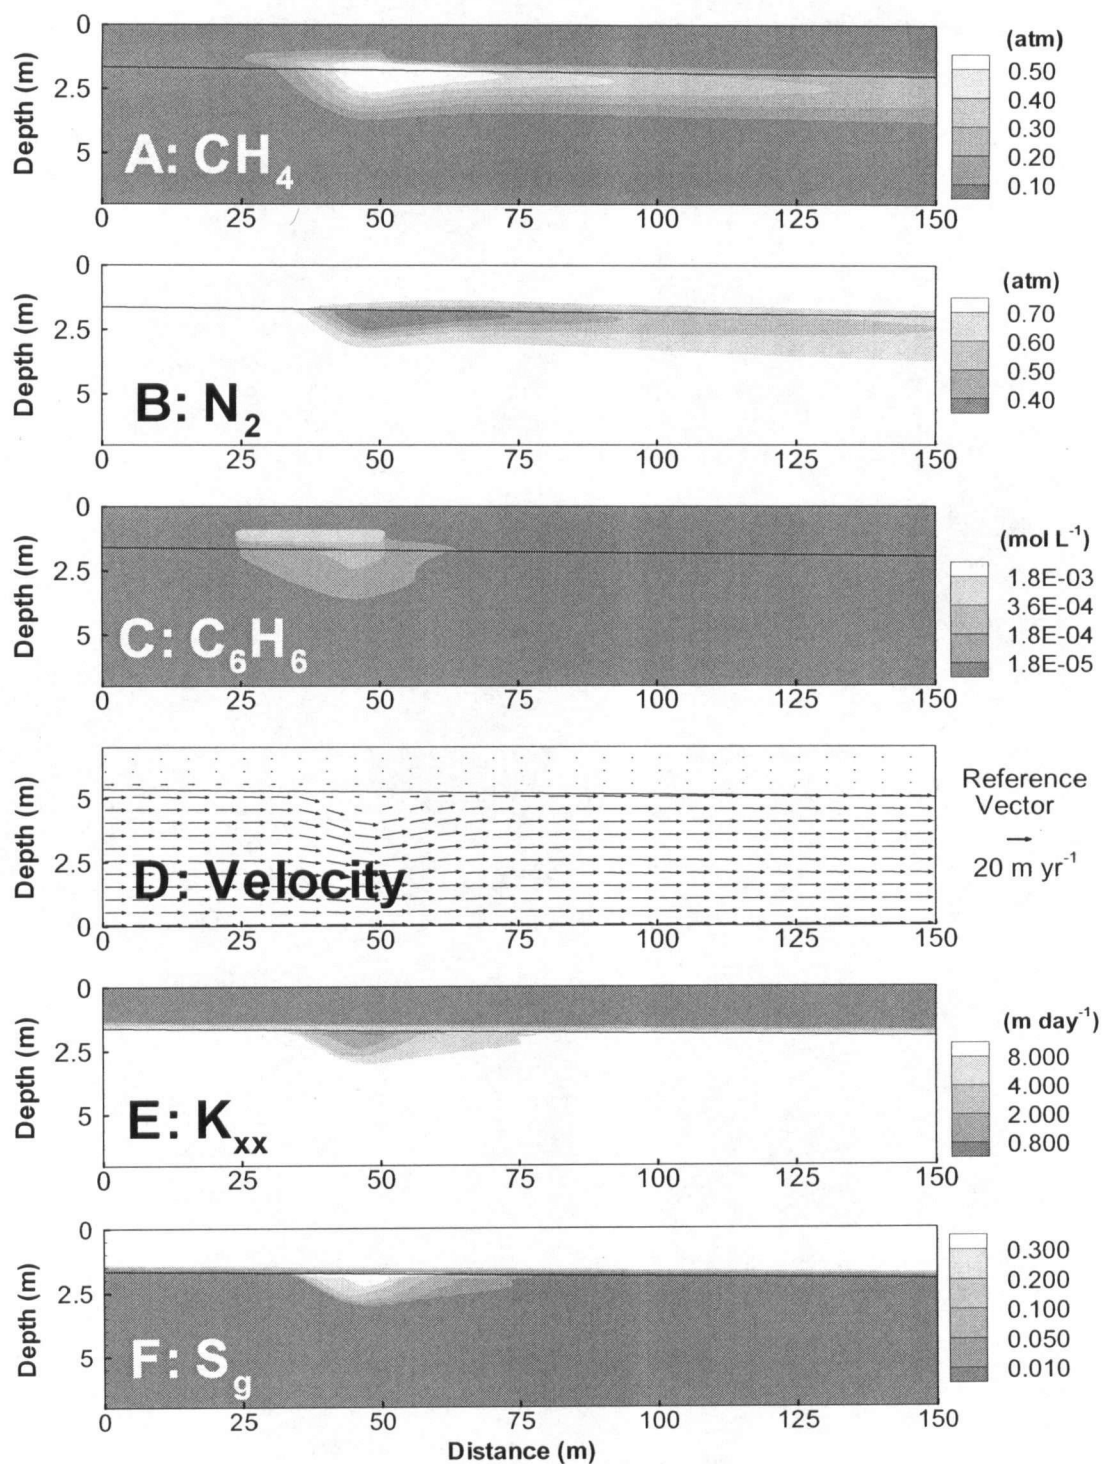 0
2.5
5
Depth (m)
A: CH4
0 25 50 75 100 125 150
(atm)
0.50
0.40
0.30
0.20
0.10
0
2.5
5
Depth (m)
B: N2
0 25 50 75 100 125 150
(atm)
0.70
0.60
0.50
0.40
0
2.5
5
Depth (m)
C: C6H6
0 25 50 75 100 125 150
(mol L-1)
1.8E-03
3.6E-04
1.8E-04
1.8E-05
5
2.5
0
Depth (m)
D: Velocity
0 25 50 75 100 125 150
Reference
Vector
20 m yr-1
0
2.5
5
Depth (m)
E: Kxx
0 25 50 75 100 125 150
(m day-1)
8.000
4.000
2.000
0.800
0
2.5
5
Depth (m)
F: Sg
0 25 50 75 100 125 150
0.300
0.200
0.100
0.050
0.010
Distance (m)